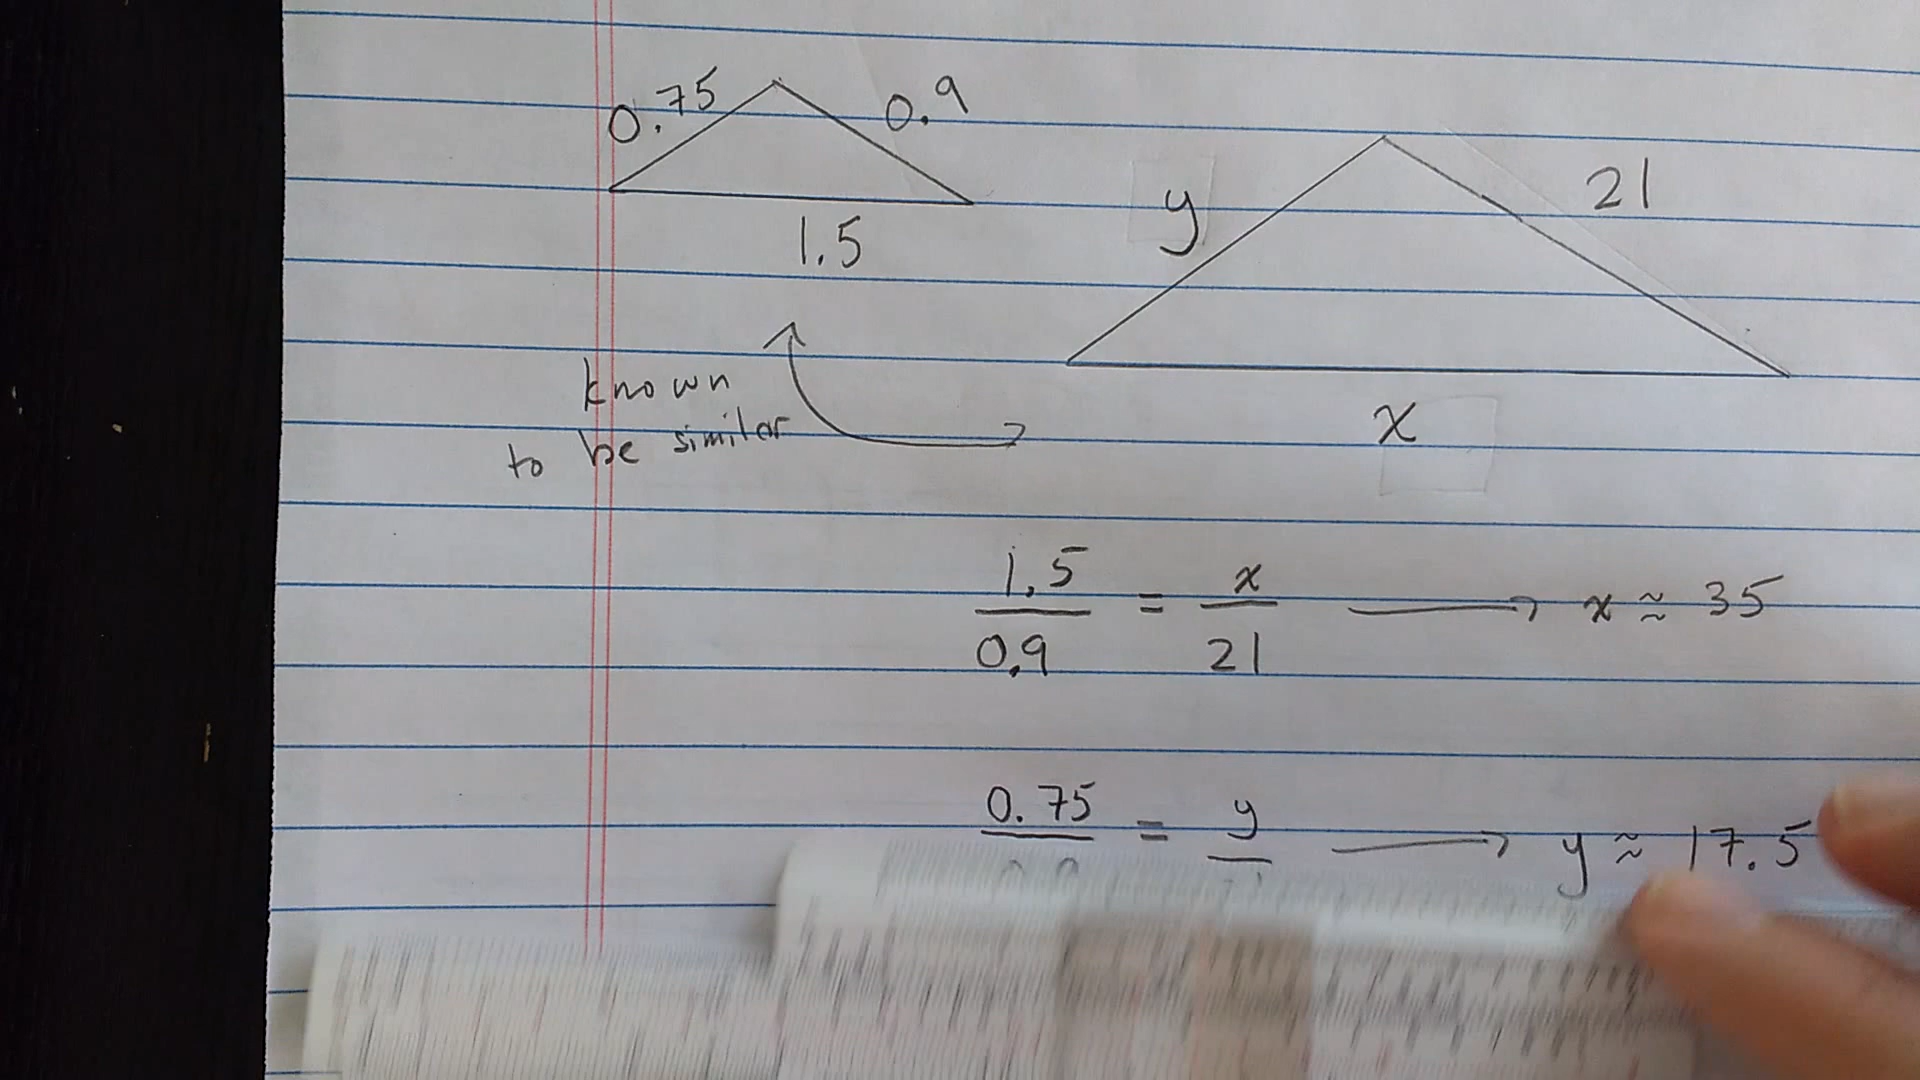 0.75
0.9
1.5
y
21
x
known
to be similar
1.5 = x → x ≈ 35
0.9 21
0.75 = y → y ≈ 17.5